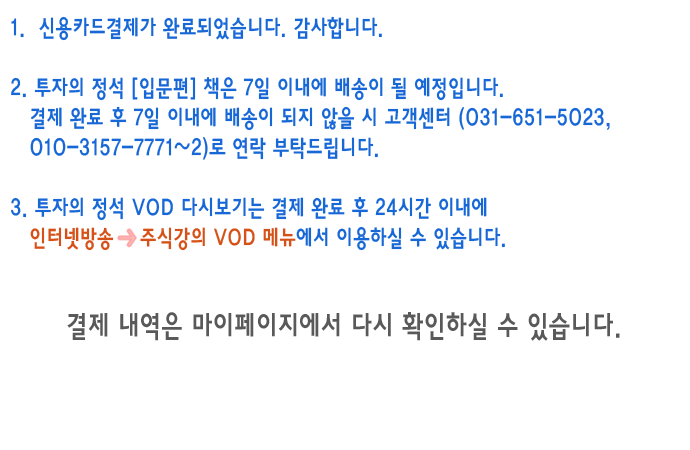 1. 신용카드결제가 완료되었습니다. 감사합니다.
2. 투자의 정석 [입문편] 책은 7일 이내에 배송이 될 예정입니다.
결제 완료 후 7일 이내에 배송이 되지 않을 시 고객센터 (031-651-5023,
010-3157-7771~2)로 연락 부탁드립니다.
3. 투자의 정석 VOD 다시보기는 결제 완료 후 24시간 이내에
인터넷방송 ➜ 주식강의 VOD 메뉴에서 이용하실 수 있습니다.
결제 내역은 마이페이지에서 다시 확인하실 수 있습니다.